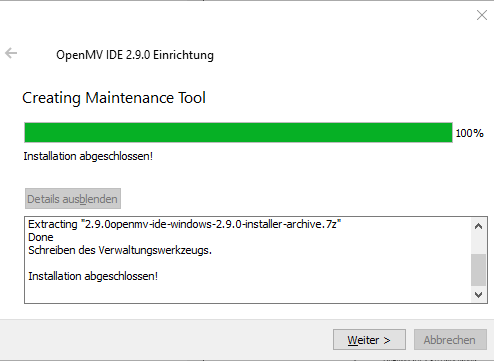 OpenMV IDE 2.9.0 Einrichtung
Creating Maintenance Tool
100%
Installation abgeschlossen!
Details ausblenden
Extracting "2.9.0openmv-ide-windows-2.9.0-installer-archive.7z"
Done
Schreiben des Verwaltungswerkzeugs.
Installation abgeschlossen!
Weiter > Abbrechen